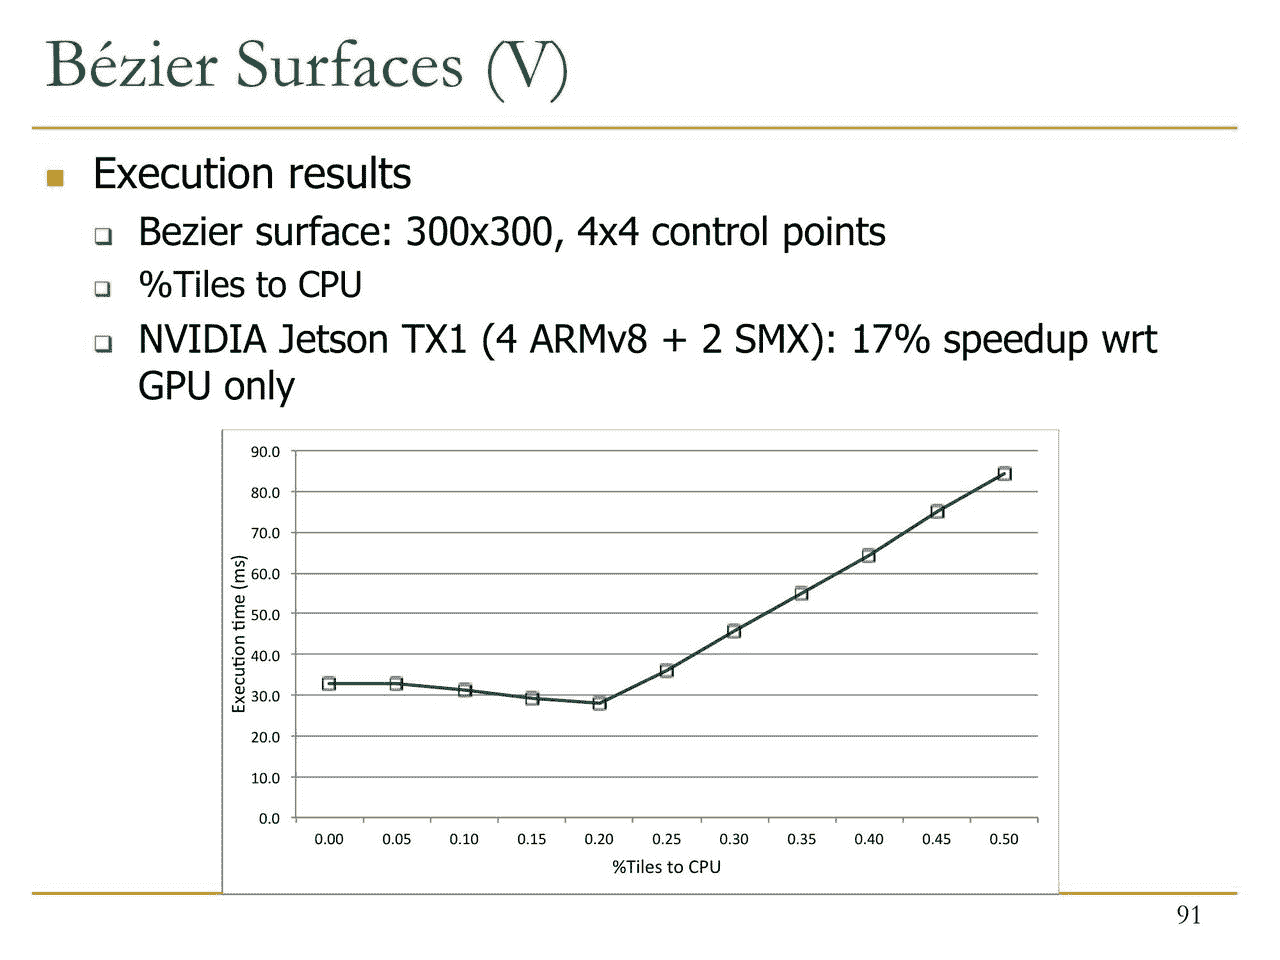 Bézier Surfaces (V)
Execution results
Bezier surface: 300x300, 4x4 control points
%Tiles to CPU
NVIDIA Jetson TX1 (4 ARMv8 + 2 SMX): 17% speedup wrt
GPU only
90.0
80.0
70.0
60.0
50.0
40.0
30.0
20.0
10.0
0.0
Execution time (ms)
0.00 0.05 0.10 0.15 0.20 0.25 0.30 0.35 0.40 0.45 0.50
%Tiles to CPU
91